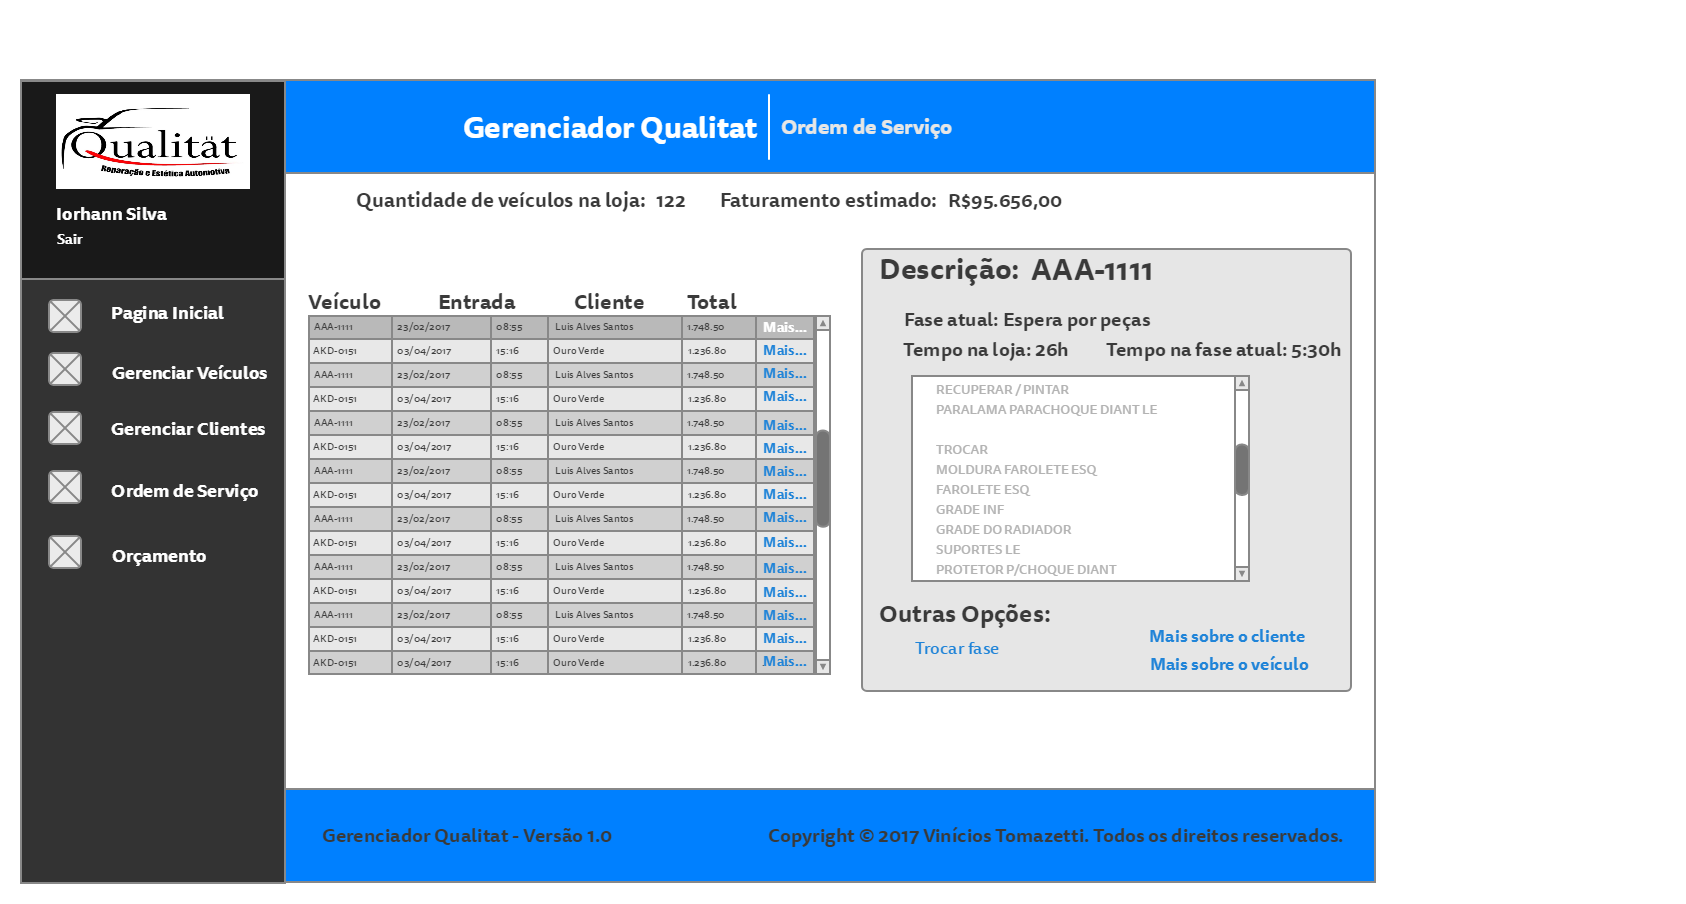 Qualität
Reparação e Estética Automotiva
Iorhann Silva
Sair
Pagina Inicial
Gerenciar Veículos
Gerenciar Clientes
Ordem de Serviço
Orçamento
Gerenciador Qualitat
Ordem de Serviço
Quantidade de veículos na loja: 122 Faturamento estimado: R$95.656,00
Veículo Entrada Cliente Total
AAA-1111 23/02/2017 08:55 Luis Alves Santos 1.748.50 Mais...
AKD-0151 03/04/2017 15:16 Ouro Verde 1.236.80 Mais...
AAA-1111 23/02/2017 08:55 Luis Alves Santos 1.748.50 Mais...
AKD-0151 03/04/2017 15:16 Ouro Verde 1.236.80 Mais...
AAA-1111 23/02/2017 08:55 Luis Alves Santos 1.748.50 Mais...
AKD-0151 03/04/2017 15:16 Ouro Verde 1.236.80 Mais...
AAA-1111 23/02/2017 08:55 Luis Alves Santos 1.748.50 Mais...
AKD-0151 03/04/2017 15:16 Ouro Verde 1.236.80 Mais...
AAA-1111 23/02/2017 08:55 Luis Alves Santos 1.748.50 Mais...
AKD-0151 03/04/2017 15:16 Ouro Verde 1.236.80 Mais...
AAA-1111 23/02/2017 08:55 Luis Alves Santos 1.748.50 Mais...
AKD-0151 03/04/2017 15:16 Ouro Verde 1.236.80 Mais...
AAA-1111 23/02/2017 08:55 Luis Alves Santos 1.748.50 Mais...
AKD-0151 03/04/2017 15:16 Ouro Verde 1.236.80 Mais...
AKD-0151 03/04/2017 15:16 Ouro Verde 1.236.80 Mais...
Descrição: AAA-1111
Fase atual: Espera por peças
Tempo na loja: 26h Tempo na fase atual: 5:30h
RECUPERAR / PINTAR
PARALAMA PARACHOQUE DIANT LE
TROCAR
MOLDURA FAROLETE ESQ
FAROLETE ESQ
GRADE INF
GRADE DO RADIADOR
SUPORTES LE
PROTETOR P/CHOQUE DIANT
Outras Opções:
Trocar fase
Mais sobre o cliente
Mais sobre o veículo
Gerenciador Qualitat - Versão 1.0
Copyright © 2017 Vinícios Tomazetti. Todos os direitos reservados.